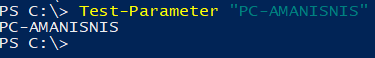 PS C:\> Test-Parameter "PC-AMANISNIS"
PC-AMANISNIS
PS C:\>